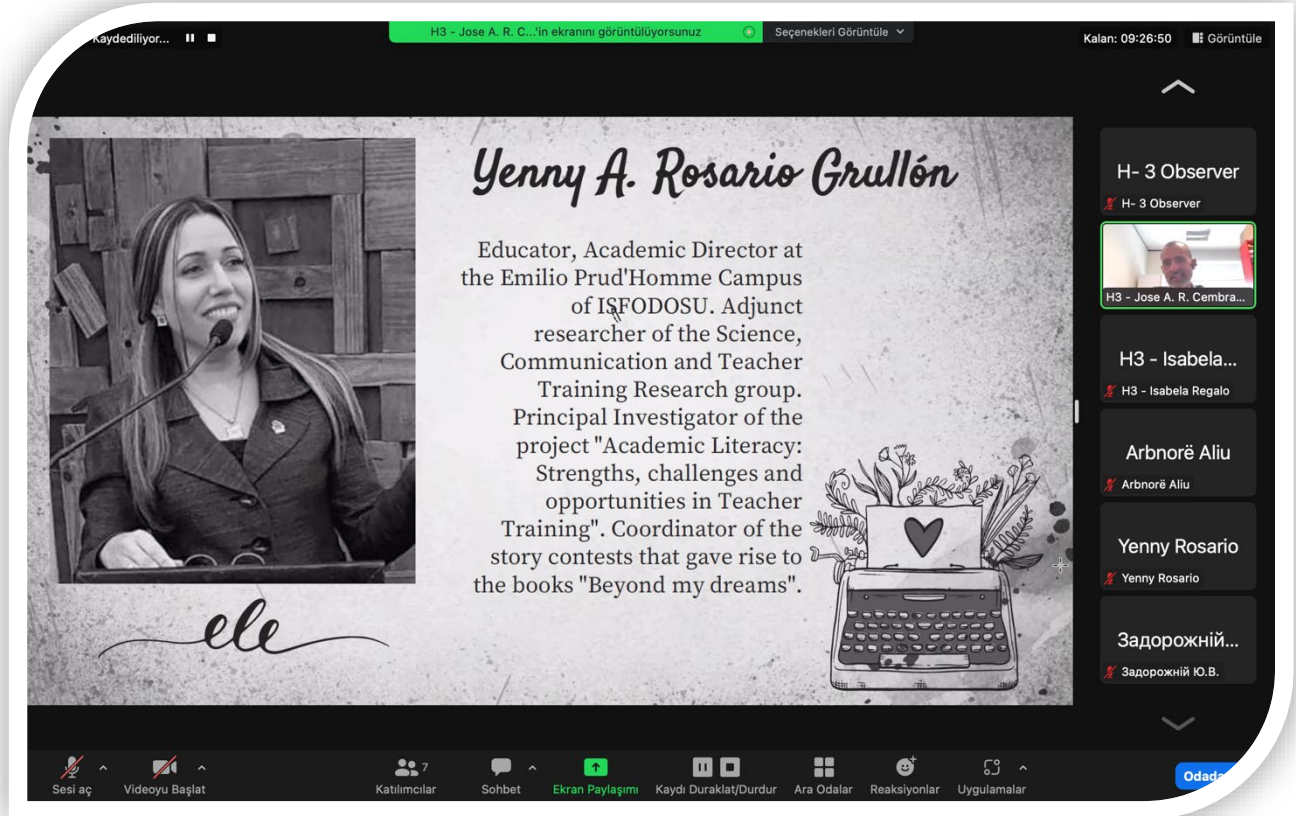 Kaydediliyor...
H3 - Jose A. R. C...'in ekranını görüntülüyorsunuz
Seçenekleri Görüntüle
Kalan: 09:26:50
Görüntüle
Yenny A. Rosario Grullón
Educator, Academic Director at
the Emilio Prud'Homme Campus
of ISFODOSU. Adjunct
researcher of the Science,
Communication and Teacher
Training Research group.
Principal Investigator of the
project "Academic Literacy:
Strengths, challenges and
opportunities in Teacher
Training". Coordinator of the
story contests that gave rise to
the books "Beyond my dreams".
ele
H- 3 Observer
H- 3 Observer
H3 - Jose A. R. Cembra...
H3 - Isabela...
H3 - Isabela Regalo
Arbnorë Aliu
Arbnorë Aliu
Yenny Rosario
Yenny Rosario
Задорожній...
Задорожній Ю.В.
Sesi aç
Videoyu Başlat
7
Katılımcılar
Sohbet
Ekran Paylaşımı
Kaydı Duraklat/Durdur
Ara Odalar
Reaksiyonlar
Uygulamalar